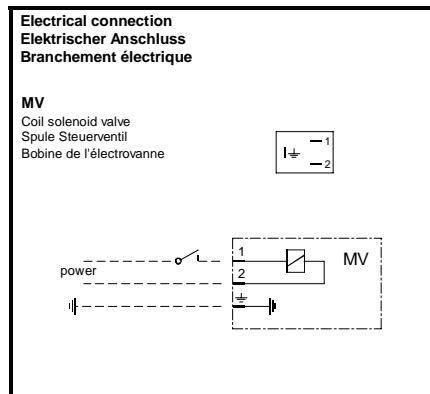 Electrical connection
Elektrischer Anschluss
Branchement électrique
MV
Coil solenoid valve
Spule Steuerventil
Bobine de l'électrovanne
1
2
power
1
2
MV